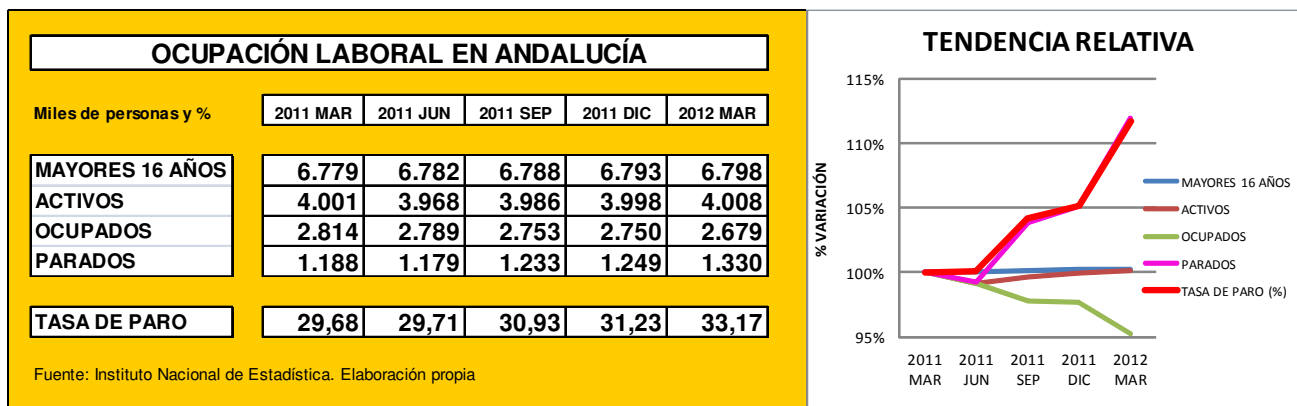 OCUPACIÓN LABORAL EN ANDALUCÍA
Miles de personas y % 2011 MAR 2011 JUN 2011 SEP 2011 DIC 2012 MAR
MAYORES 16 AÑOS 6.779 6.782 6.788 6.793 6.798
ACTIVOS 4.001 3.968 3.986 3.998 4.008
OCUPADOS 2.814 2.789 2.753 2.750 2.679
PARADOS 1.188 1.179 1.233 1.249 1.330
TASA DE PARO 29,68 29,71 30,93 31,23 33,17
Fuente: Instituto Nacional de Estadística. Elaboración propia
TENDENCIA RELATIVA
% VARIACIÓN
115%
110%
105%
100%
95%
2011 2011 2011 2011 2012
MAR JUN SEP DIC MAR
MAYORES 16 AÑOS
ACTIVOS
OCUPADOS
PARADOS
TASA DE PARO (%)